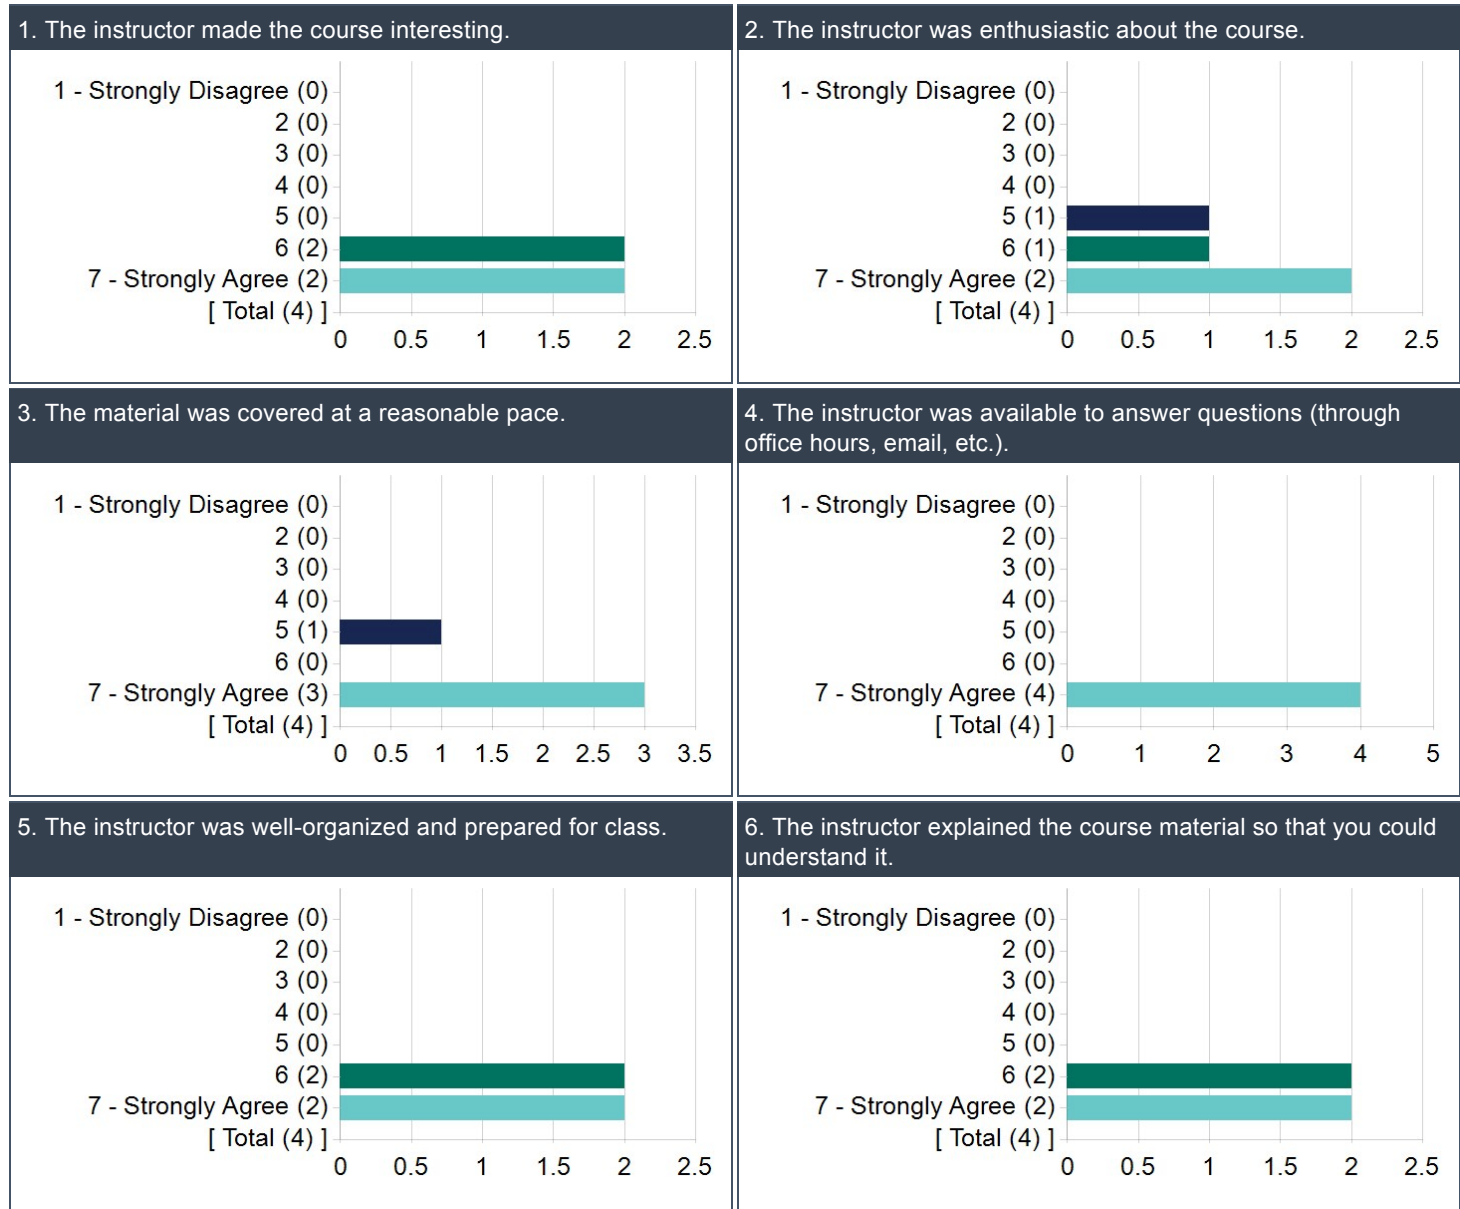 1. The instructor made the course interesting.
1 - Strongly Disagree (0)
2 (0)
3 (0)
4 (0)
5 (0)
6 (2)
7 - Strongly Agree (2)
[ Total (4) ]
0 0.5 1 1.5 2 2.5
2. The instructor was enthusiastic about the course.
1 - Strongly Disagree (0)
2 (0)
3 (0)
4 (0)
5 (1)
6 (1)
7 - Strongly Agree (2)
[ Total (4) ]
0 0.5 1 1.5 2 2.5
3. The material was covered at a reasonable pace.
1 - Strongly Disagree (0)
2 (0)
3 (0)
4 (0)
5 (1)
6 (0)
7 - Strongly Agree (3)
[ Total (4) ]
0 0.5 1 1.5 2 2.5 3 3.5
4. The instructor was available to answer questions (through
office hours, email, etc.).
1 - Strongly Disagree (0)
2 (0)
3 (0)
4 (0)
5 (0)
6 (0)
7 - Strongly Agree (4)
[ Total (4) ]
0 1 2 3 4 5
5. The instructor was well-organized and prepared for class.
1 - Strongly Disagree (0)
2 (0)
3 (0)
4 (0)
5 (0)
6 (2)
7 - Strongly Agree (2)
[ Total (4) ]
0 0.5 1 1.5 2 2.5
6. The instructor explained the course material so that you could
understand it.
1 - Strongly Disagree (0)
2 (0)
3 (0)
4 (0)
5 (0)
6 (2)
7 - Strongly Agree (2)
[ Total (4) ]
0 0.5 1 1.5 2 2.5